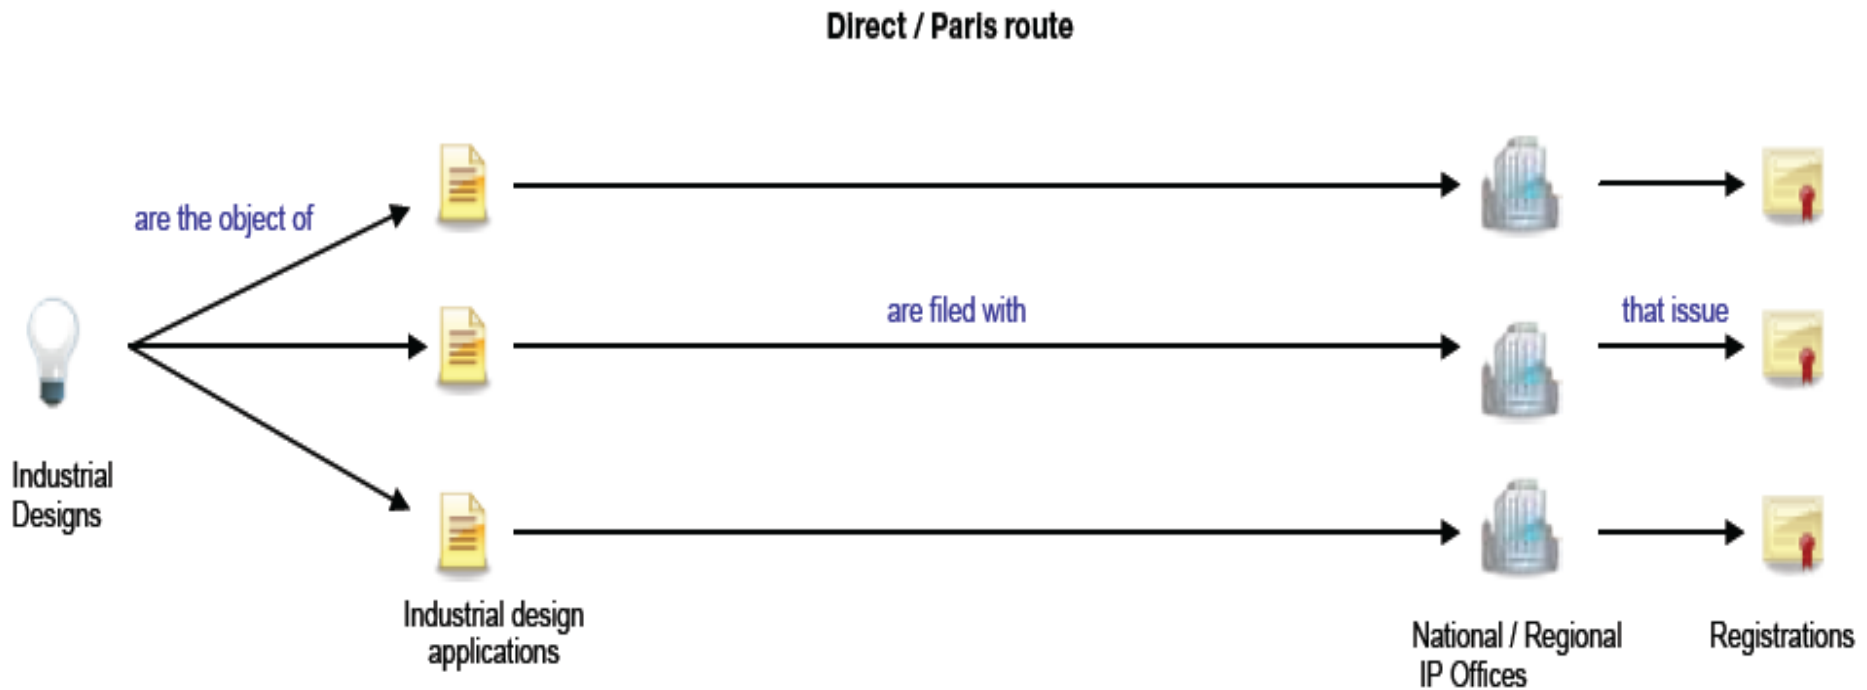 Direct / Paris route
are the object of
are filed with
that issue
Industrial
Designs
Industrial design
applications
National / Regional
IP Offices
Registrations